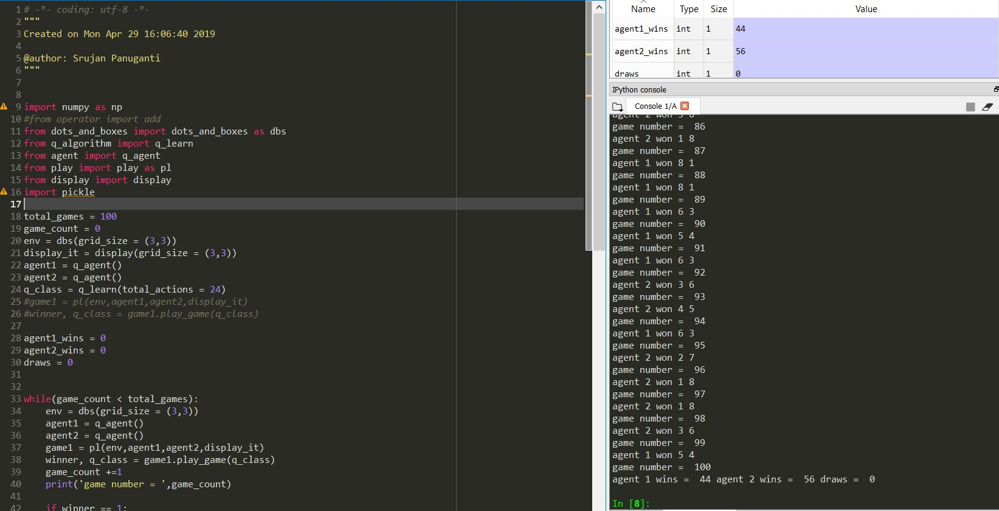 1 # -*- coding: utf-8 -*-
2 """
3 Created on Mon Apr 29 16:06:40 2019
4
5 @author: Srujan Panuganti
6 """
7
8
9 import numpy as np
10 #from operator import add
11 from dots_and_boxes import dots_and_boxes as dbs
12 from q_algorithm import q_learn
13 from agent import q_agent
14 from play import play as pl
15 from display import display
16 import pickle
17
18 total_games = 100
19 game_count = 0
20 env = dbs(grid_size = (3,3))
21 display_it = display(grid_size = (3,3))
22 agent1 = q_agent()
23 agent2 = q_agent()
24 q_class = q_learn(total_actions = 24)
25 #game1 = pl(env,agent1,agent2,display_it)
26 #winner, q_class = game1.play_game(q_class)
27
28 agent1_wins = 0
29 agent2_wins = 0
30 draws = 0
31
32
33 while(game_count < total_games):
34     env = dbs(grid_size = (3,3))
35     agent1 = q_agent()
36     agent2 = q_agent()
37     game1 = pl(env,agent1,agent2,display_it)
38     winner, q_class = game1.play_game(q_class)
39     game_count +=1
40     print('game number = ',game_count)
41
42     if winner == 1:
Name Type Size Value
agent1_wins int 1 44
agent2_wins int 1 56
draws int 1 0
IPython console
Console 1/A
agent 2 won 3 6
game number =  86
agent 2 won 1 8
game number =  87
agent 1 won 8 1
game number =  88
agent 1 won 8 1
game number =  89
agent 1 won 6 3
game number =  90
agent 1 won 5 4
game number =  91
agent 1 won 6 3
game number =  92
agent 2 won 3 6
game number =  93
agent 2 won 4 5
game number =  94
agent 1 won 6 3
game number =  95
agent 2 won 2 7
game number =  96
agent 2 won 1 8
game number =  97
agent 2 won 1 8
game number =  98
agent 2 won 3 6
game number =  99
agent 1 won 5 4
game number =  100
agent 1 wins =  44 agent 2 wins =  56 draws =  0
In [8]: